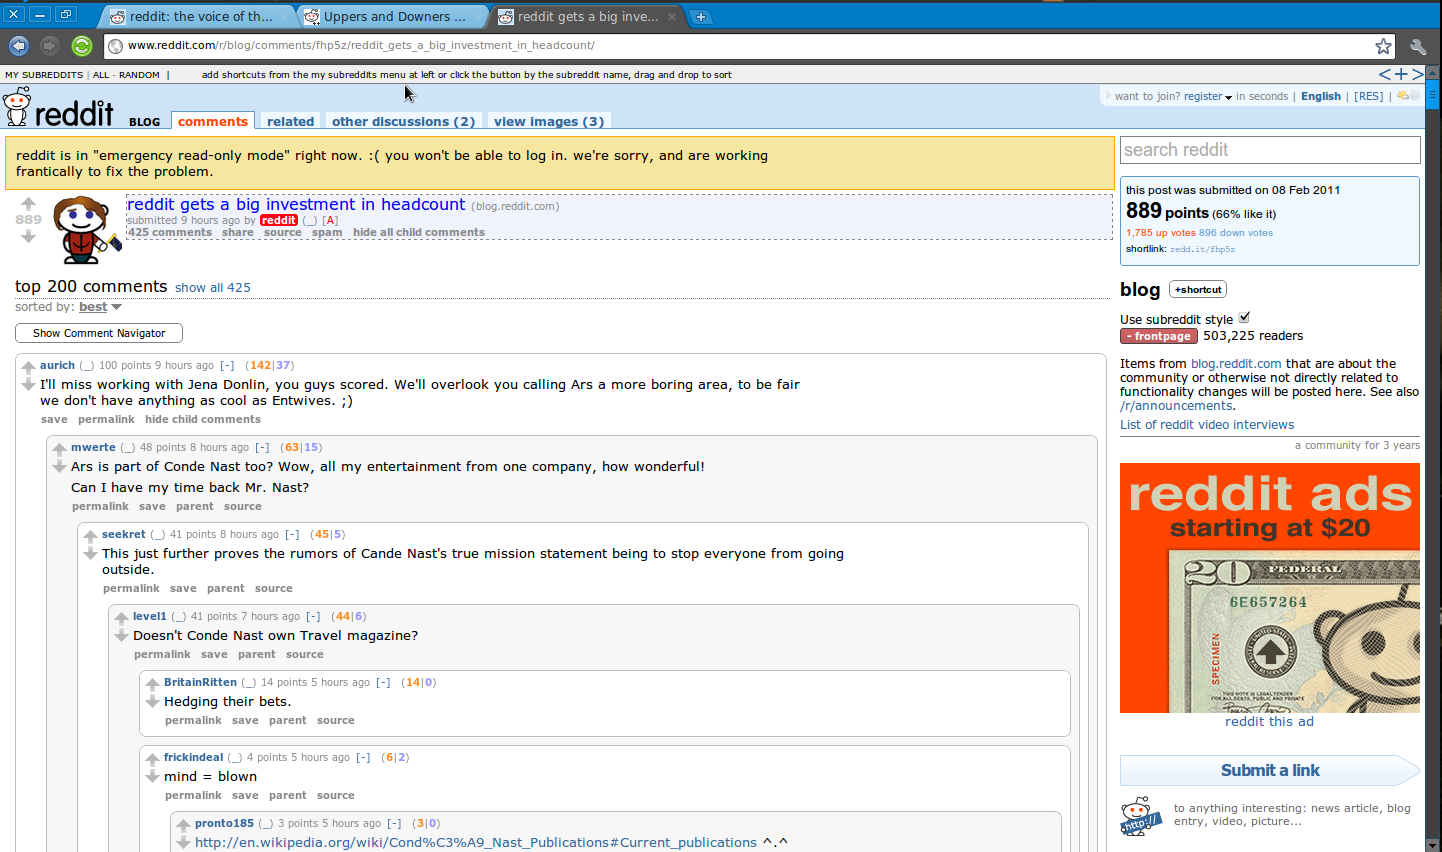 reddit: the voice of th...
Uppers and Downers ...
reddit gets a big inve...
www.reddit.com/r/blog/comments/fhp5z/reddit_gets_a_big_investment_in_headcount/
MY SUBREDDITS | ALL - RANDOM |
add shortcuts from the my subreddits menu at left or click the button by the subreddit name, drag and drop to sort
<+>
reddit BLOG comments related other discussions (2) view images (3)
want to join? register in seconds | English | [RES] |
reddit is in "emergency read-only mode" right now. :( you won't be able to log in. we're sorry, and are working
frantically to fix the problem.
889
reddit gets a big investment in headcount (blog.reddit.com)
submitted 9 hours ago by reddit (_) [A]
425 comments share source spam hide all child comments
top 200 comments show all 425
sorted by: best
Show Comment Navigator
aurich (_) 100 points 9 hours ago [-] (142|37)
I'll miss working with Jena Donlin, you guys scored. We'll overlook you calling Ars a more boring area, to be fair
we don't have anything as cool as Entwives. ;)
save permalink hide child comments
mwerte (_) 48 points 8 hours ago [-] (63|15)
Ars is part of Conde Nast too? Wow, all my entertainment from one company, how wonderful!
Can I have my time back Mr. Nast?
permalink save parent source
seekret (_) 41 points 8 hours ago [-] (45|5)
This just further proves the rumors of Cande Nast's true mission statement being to stop everyone from going
outside.
permalink save parent source
level1 (_) 41 points 7 hours ago [-] (44|6)
Doesn't Conde Nast own Travel magazine?
permalink save parent source
BritainRitten (_) 14 points 5 hours ago [-] (14|0)
Hedging their bets.
permalink save parent source
frickindeal (_) 4 points 5 hours ago [-] (6|2)
mind = blown
permalink save parent source
pronto185 (_) 3 points 5 hours ago [-] (3|0)
http://en.wikipedia.org/wiki/Cond%C3%A9_Nast_Publications#Current_publications ^.^
search reddit
this post was submitted on 08 Feb 2011
889 points (66% like it)
1,785 up votes 896 down votes
shortlink: redd.it/fhp5z
blog +shortcut
Use subreddit style
- frontpage 503,225 readers
Items from blog.reddit.com that are about the
community or otherwise not directly related to
functionality changes will be posted here. See also
/r/announcements.
List of reddit video interviews
a community for 3 years
reddit ads
starting at $20
20 FEDERAL
6E657264
SPECIMEN
THIS NOTE IS LEGAL TENDER
FOR ALL DEBTS, PUBLIC AND PRIVATE
reddit this ad
Submit a link
http://
to anything interesting: news article, blog
entry, video, picture...